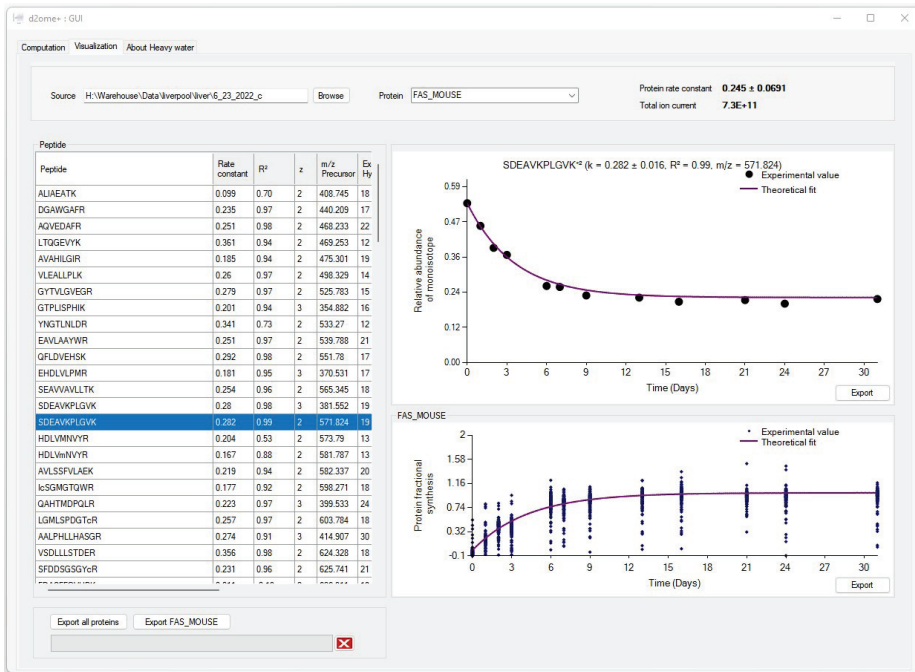 d2ome+ : GUI
Computation Visualization About Heavy water
Source H:\Warehouse\Data\liverpool\liver\6_23_2022_c Browse Protein FAS_MOUSE
Protein rate constant 0.245 ± 0.0691
Total ion current 7.3E+11
Peptide
Peptide Rate constant R² z m/z Precursor Ex Hy
ALIAEATK 0.099 0.70 2 408.745 18
DGAWGAFR 0.235 0.97 2 440.209 17
AQVEDAFR 0.251 0.98 2 468.233 22
LTQGEVYK 0.361 0.94 2 469.253 12
AVAHILGIR 0.185 0.94 2 475.301 19
VLEALLPLK 0.26 0.97 2 498.329 14
GYTVLGVEGR 0.279 0.97 2 525.783 15
GTPLISPHIK 0.201 0.94 3 354.882 16
YNGTLNLDR 0.341 0.73 2 533.27 12
EAVLAAYWR 0.251 0.97 2 539.788 21
QFLDVEHSK 0.292 0.98 2 551.78 17
EHDLVLPMR 0.181 0.95 3 370.531 17
SEAVVAVLLTK 0.254 0.96 2 565.345 18
SDEAVKPLGVK 0.28 0.98 3 381.552 19
SDEAVKPLGVK 0.282 0.99 2 571.824 19
HDLVMNVYR 0.204 0.53 2 573.79 13
HDLVmNVYR 0.167 0.88 2 581.787 13
AVLSSFVLAEK 0.219 0.94 2 582.337 20
IcSGMGTQWR 0.177 0.92 2 598.271 18
QAHTMDPQLR 0.223 0.97 3 399.533 24
LGMLSPDGTcR 0.257 0.97 2 603.784 18
AALPHLLHASGR 0.274 0.91 3 414.907 30
VSDLLLSTDER 0.356 0.98 2 624.328 18
SFDDSGSGYcR 0.231 0.96 2 625.741 21
Export all proteins Export FAS_MOUSE
SDEAVKPLGVK⁺² (k = 0.282 ± 0.016, R² = 0.99, m/z = 571.824)
Experimental value
Theoretical fit
Relative abundance
of monoisotope
0.59
0.47
0.36
0.24
0.12
0.00
0 3 6 9 12 15 18 21 24 27 30
Time (Days)
Export
FAS_MOUSE
Experimental value
Theoretical fit
Protein fractional
synthesis
2
1.58
1.16
0.74
0.32
-0.1
0 3 6 9 12 15 18 21 24 27 30
Time (Days)
Export